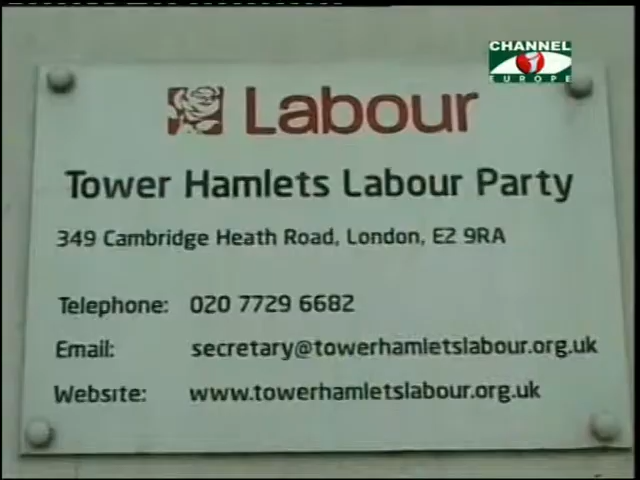 CHANNEL i
EUROPE
Labour
Tower Hamlets Labour Party
349 Cambridge Heath Road, London, E2 9RA
Telephone: 020 7729 6682
Email: secretary@towerhamletslabour.org.uk
Website: www.towerhamletslabour.org.uk